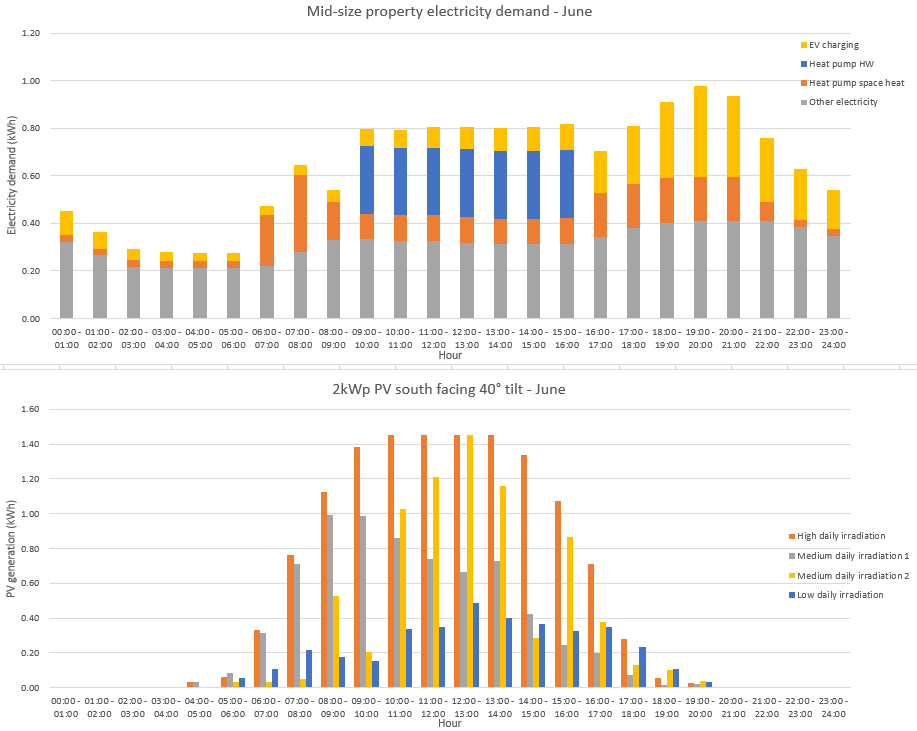 Mid-size property electricity demand - June
1.20
1.00
0.80
0.60
0.40
0.20
0.00
Electricity demand (kWh)
EV charging
Heat pump HW
Heat pump space heat
Other electricity
00:00 - 01:00 - 02:00 - 03:00 - 04:00 - 05:00 - 06:00 - 07:00 - 08:00 - 09:00 - 10:00 - 11:00 - 12:00 - 13:00 - 14:00 - 15:00 - 16:00 - 17:00 - 18:00 - 19:00 - 20:00 - 21:00 - 22:00 - 23:00 -
01:00 02:00 03:00 04:00 05:00 06:00 07:00 08:00 09:00 10:00 11:00 12:00 13:00 14:00 15:00 16:00 17:00 18:00 19:00 20:00 21:00 22:00 23:00 24:00
Hour
2kWp PV south facing 40° tilt - June
1.60
1.40
1.20
1.00
0.80
0.60
0.40
0.20
0.00
PV generation (kWh)
High daily irradiation
Medium daily irradiation 1
Medium daily irradiation 2
Low daily irradiation
00:00 - 01:00 - 02:00 - 03:00 - 04:00 - 05:00 - 06:00 - 07:00 - 08:00 - 09:00 - 10:00 - 11:00 - 12:00 - 13:00 - 14:00 - 15:00 - 16:00 - 17:00 - 18:00 - 19:00 - 20:00 - 21:00 - 22:00 - 23:00 -
01:00 02:00 03:00 04:00 05:00 06:00 07:00 08:00 09:00 10:00 11:00 12:00 13:00 14:00 15:00 16:00 17:00 18:00 19:00 20:00 21:00 22:00 23:00 24:00
Hour